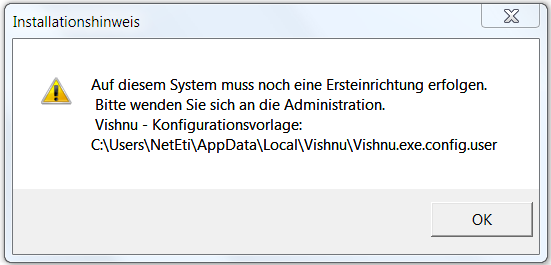 Installationshinweis
Auf diesem System muss noch eine Ersteinrichtung erfolgen.
Bitte wenden Sie sich an die Administration.
Vishnu - Konfigurationsvorlage:
C:\Users\NetEti\AppData\Local\Vishnu\Vishnu.exe.config.user
OK